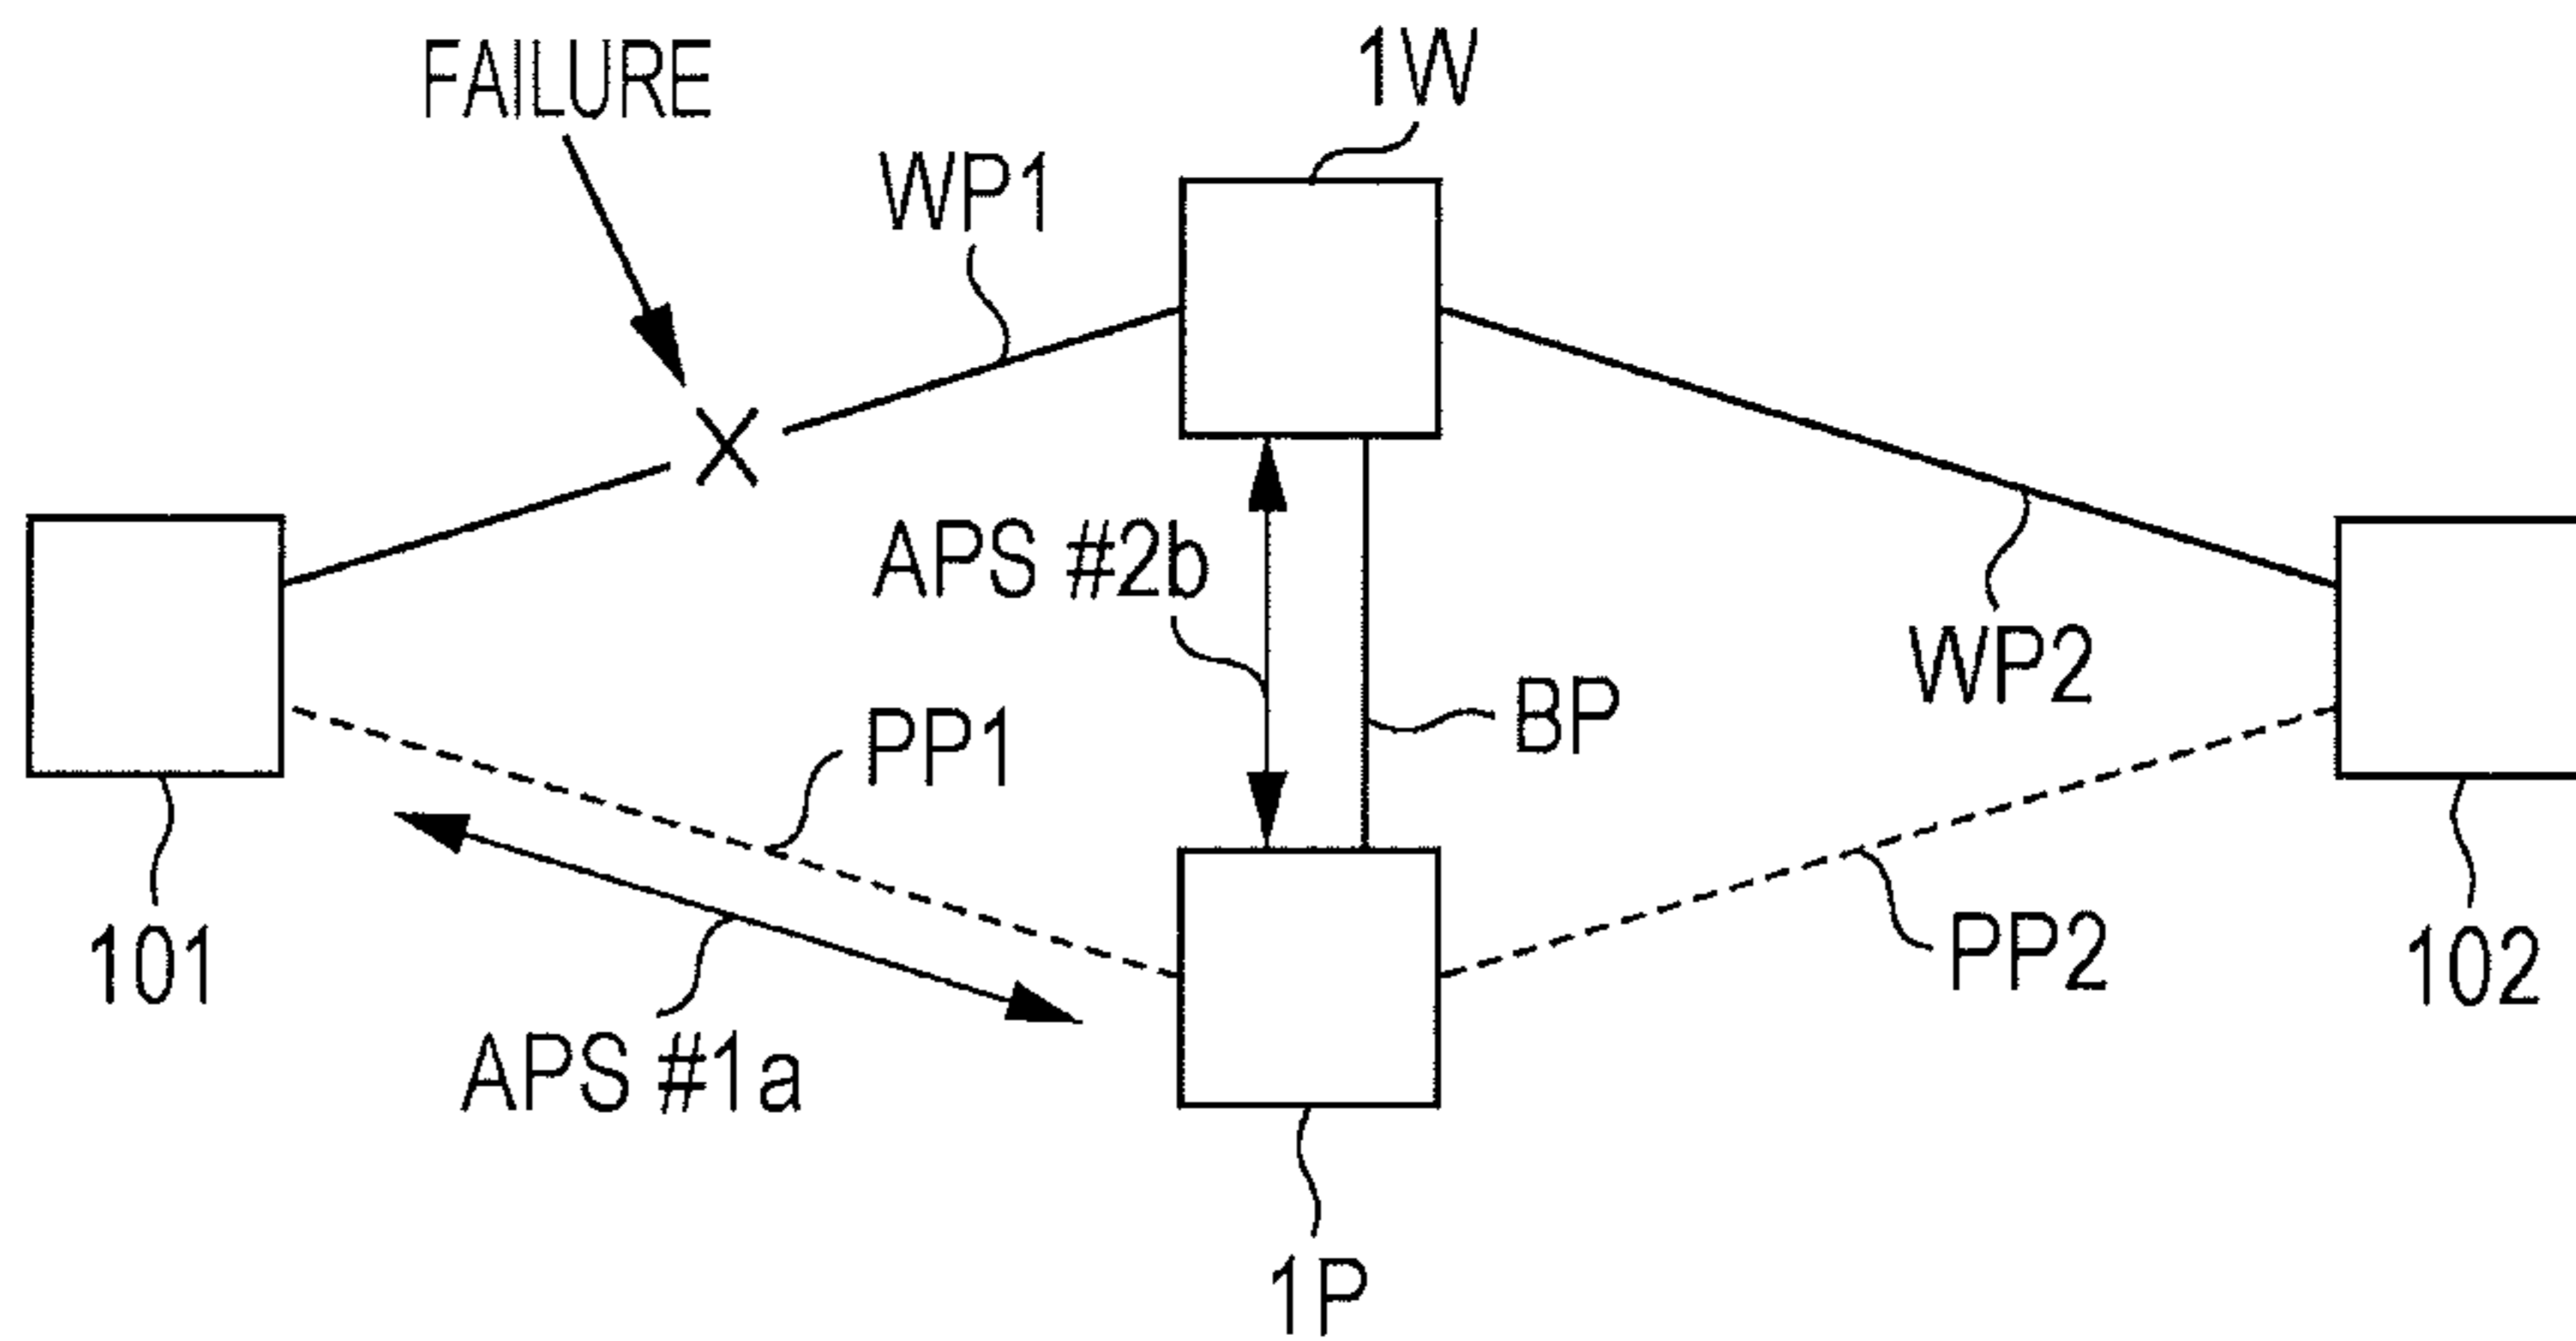 FAILURE
1W
WP1
APS #2b
WP2
BP
PP1
101
PP2
102
APS #1a
1P